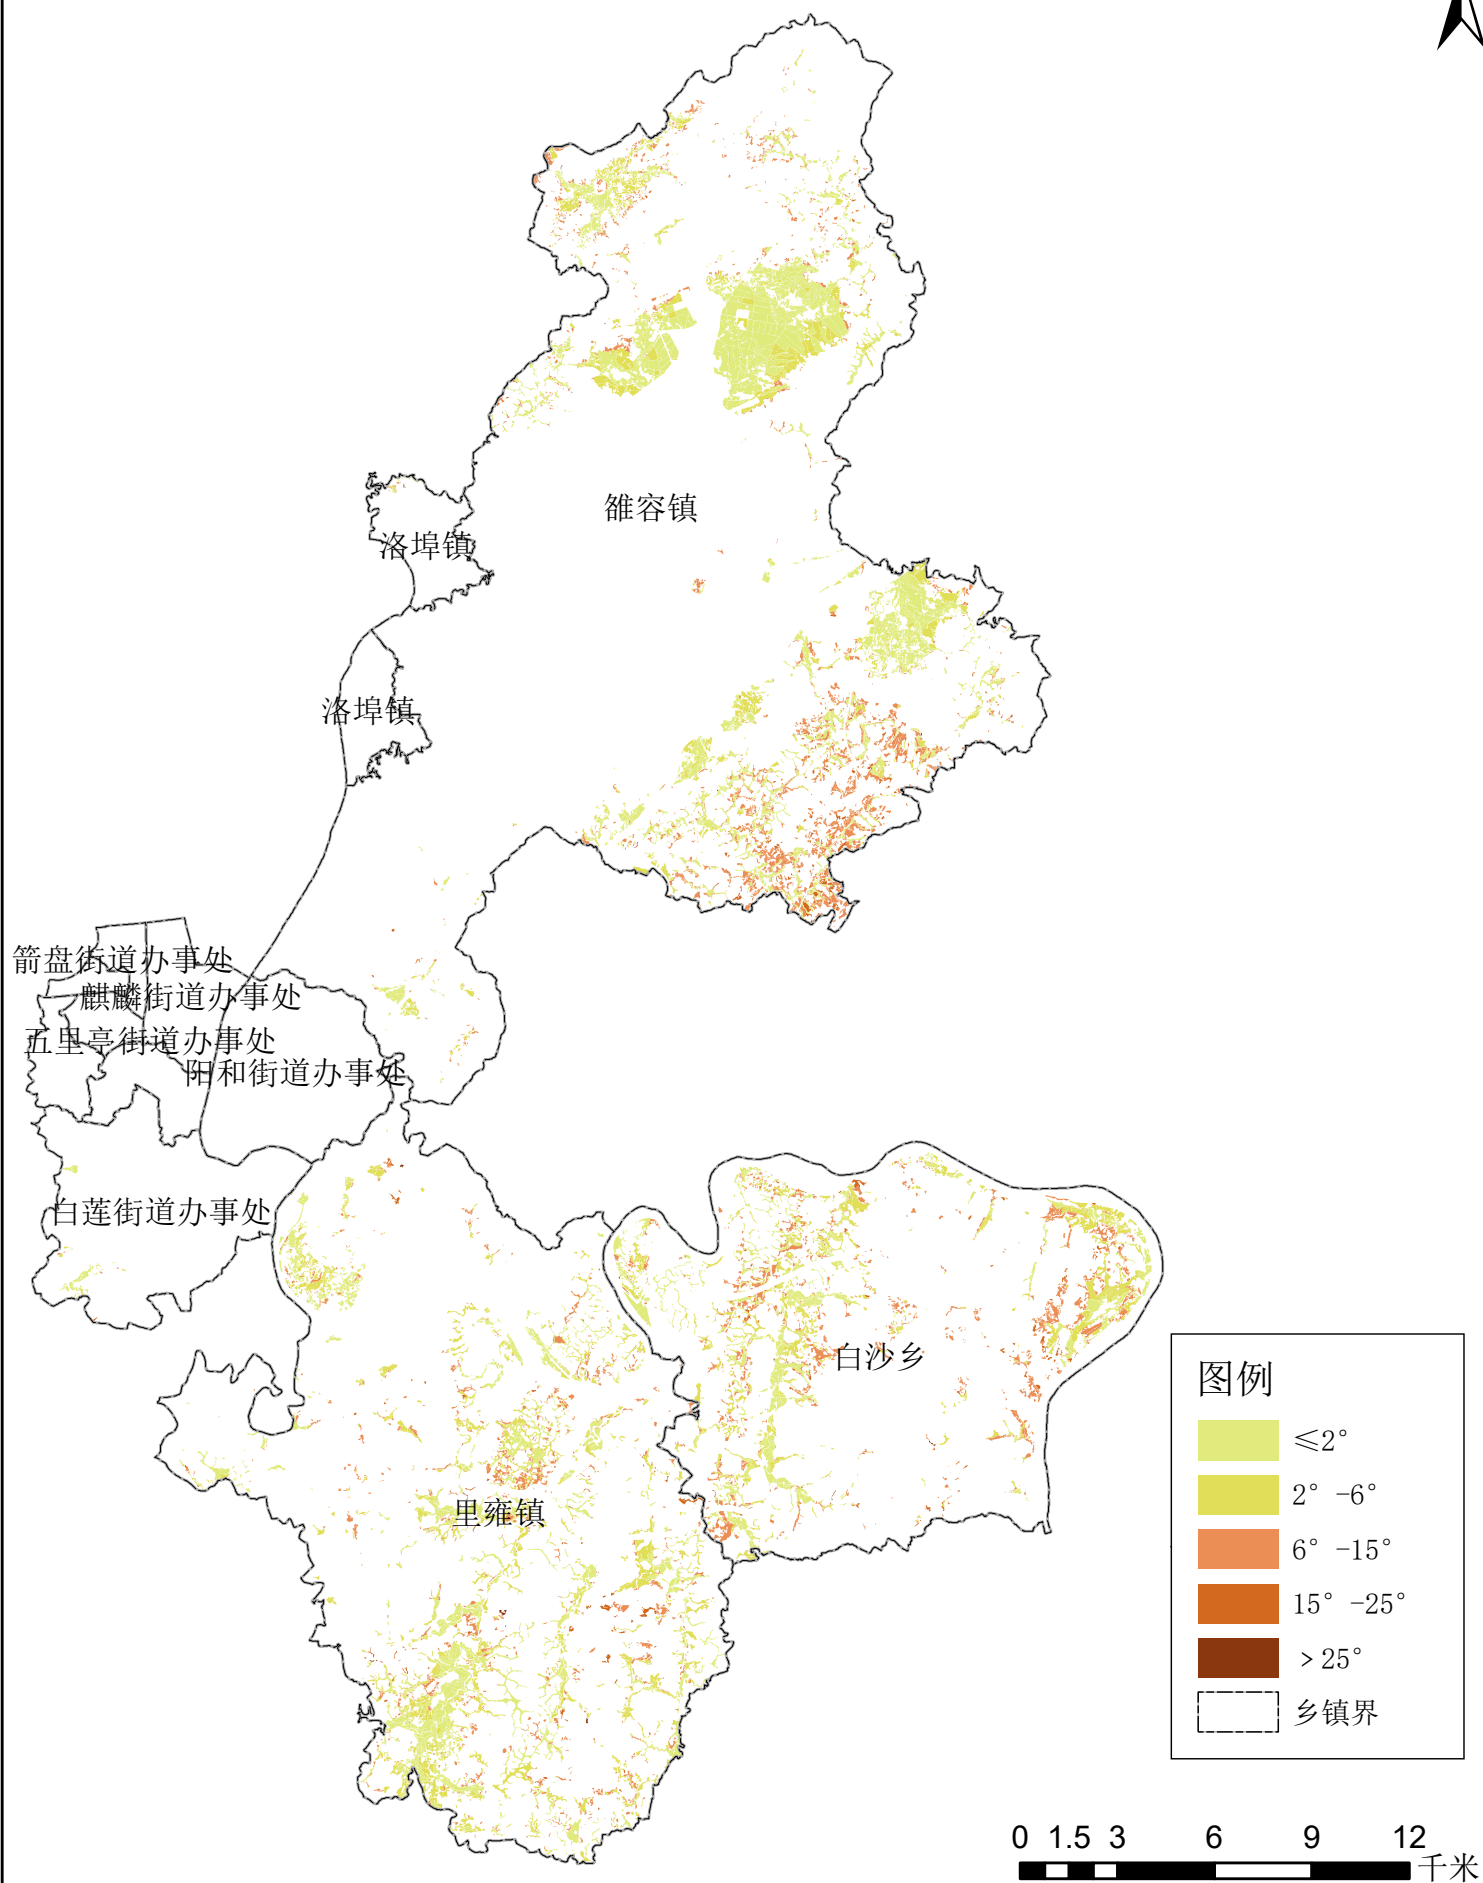 雒容镇
洛埠镇
洛埠镇
箭盘街道办事处
麒麟街道办事处
五里亭街道办事处
阳和街道办事处
白莲街道办事处
白沙乡
里雍镇
图例
≤2°
2° -6°
6° -15°
15° -25°
>25°
乡镇界
0 1.5 3 6 9 12
千米